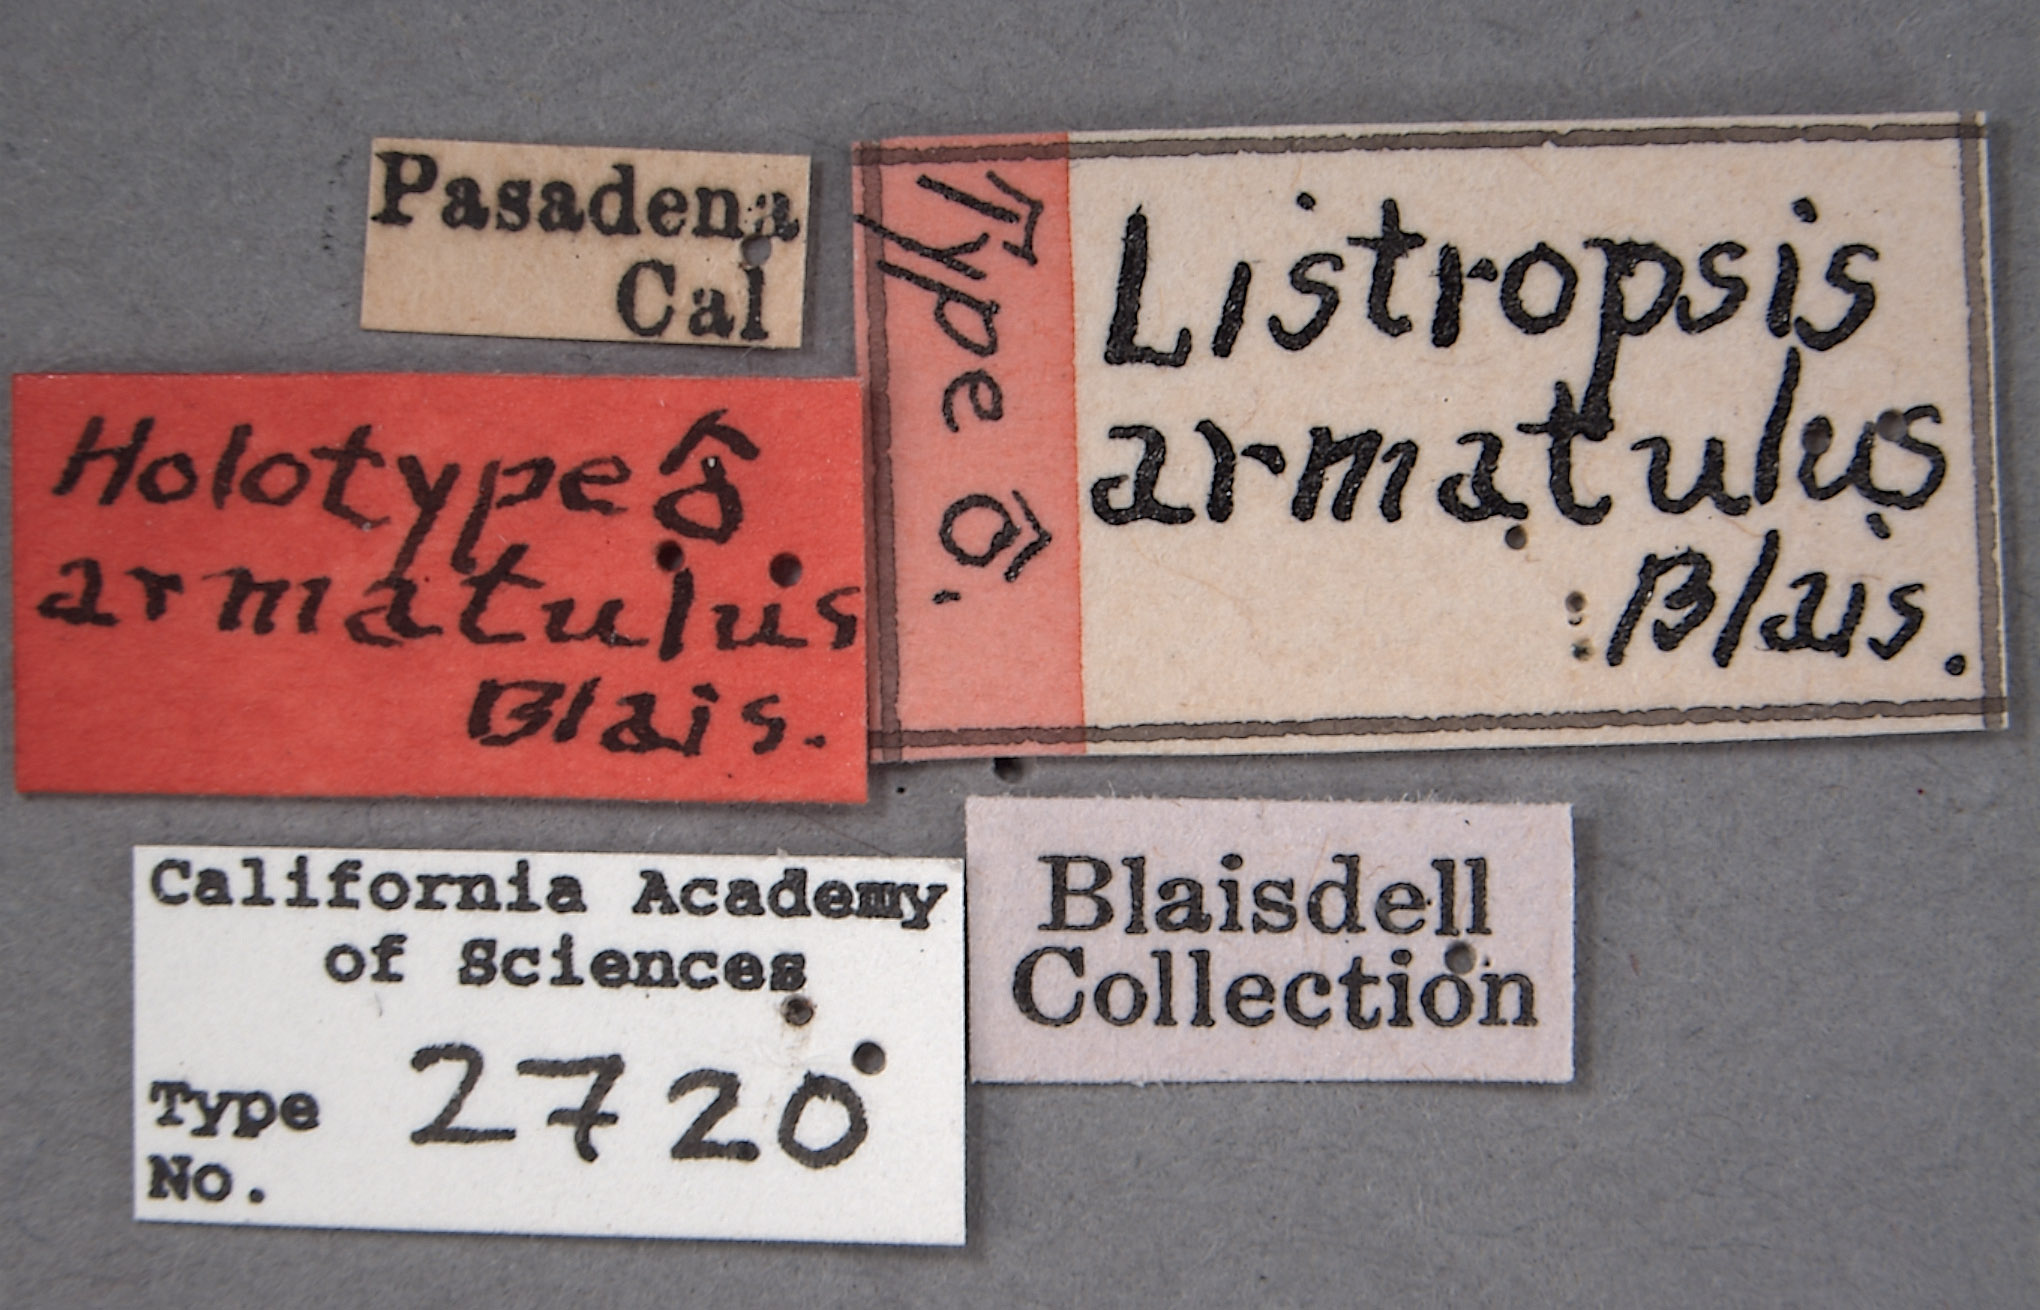 Pasadena
Cal
Type ♂.
Listropsis
armatulus
Blais.
Holotype ♂
armatulus
Blais.
California Academy
of Sciences
Type
No. 2720
Blaisdell
Collection